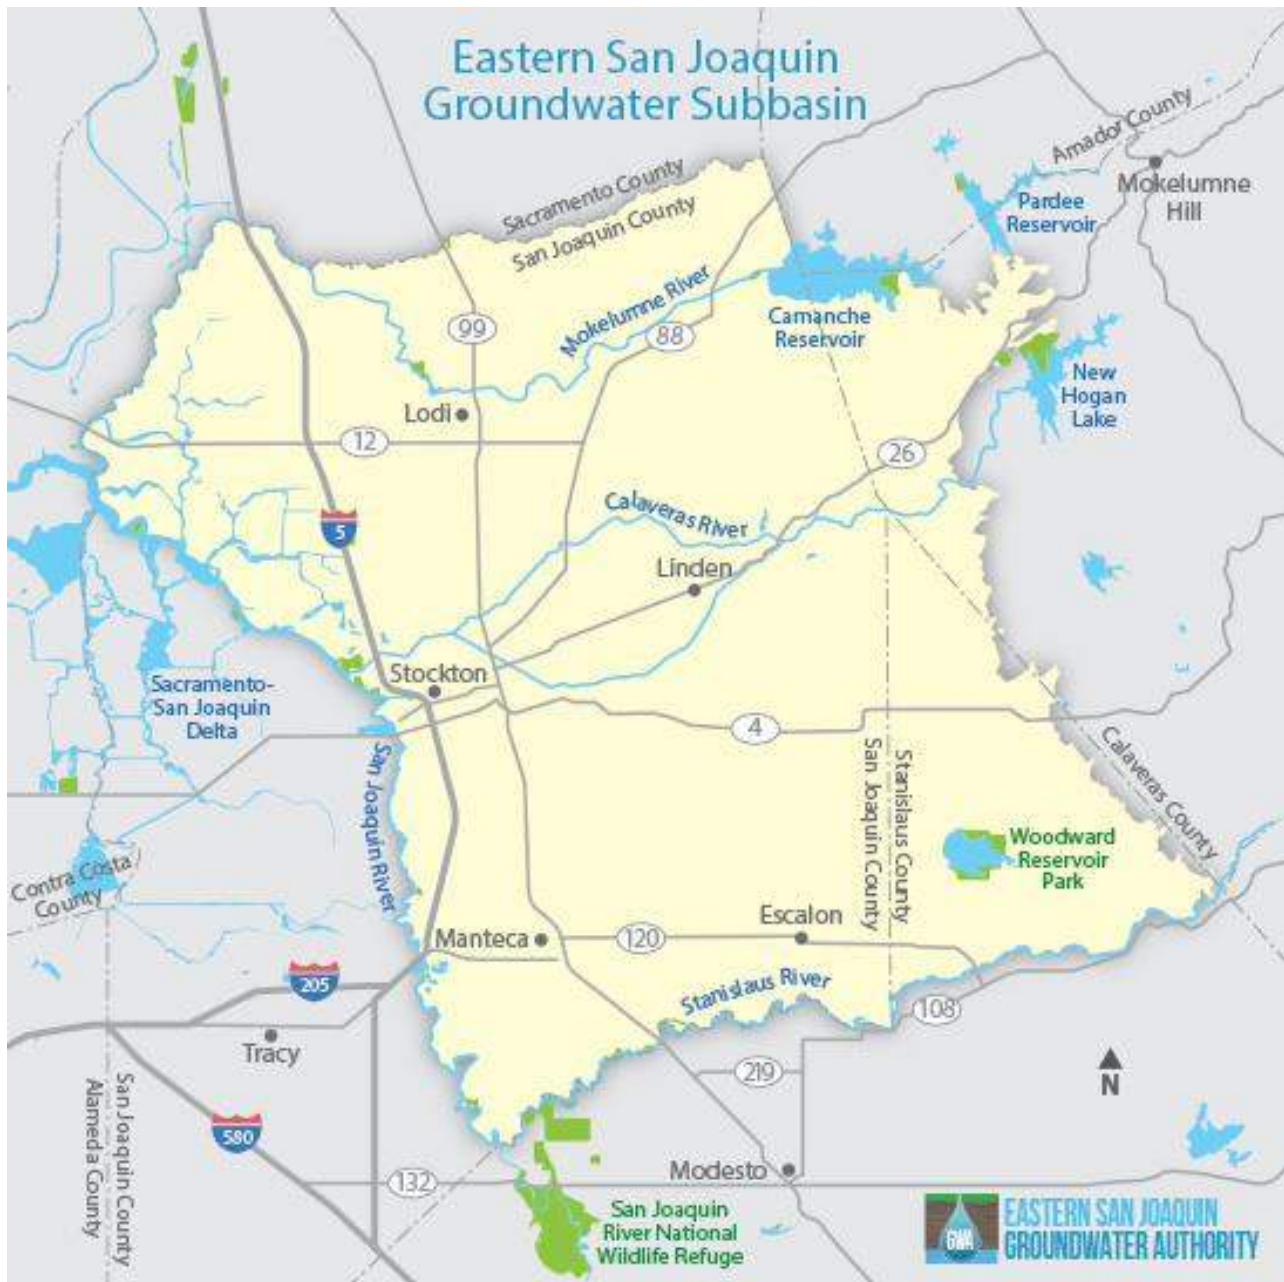 Eastern San Joaquin
Groundwater Subbasin
Amador County
Mokelumne
Hill
Sacramento County
San Joaquin County
Pardee
Reservoir
Mokelumne River
Camanche
Reservoir
99
88
New
Hogan
Lake
Lodi
12
26
5
Calaveras River
Linden
Stockton
Sacramento-
San Joaquin
Delta
4
San Joaquin River
San Joaquin County
Stanislaus County
Calaveras County
Woodward
Reservoir
Park
Contra Costa
County
Escalon
Manteca
120
205
Stanislaus River
108
Tracy
219
N
San Joaquin County
Alameda County
580
132
Modesto
San Joaquin
River National
Wildlife Refuge
GWA
EASTERN SAN JOAQUIN
GROUNDWATER AUTHORITY